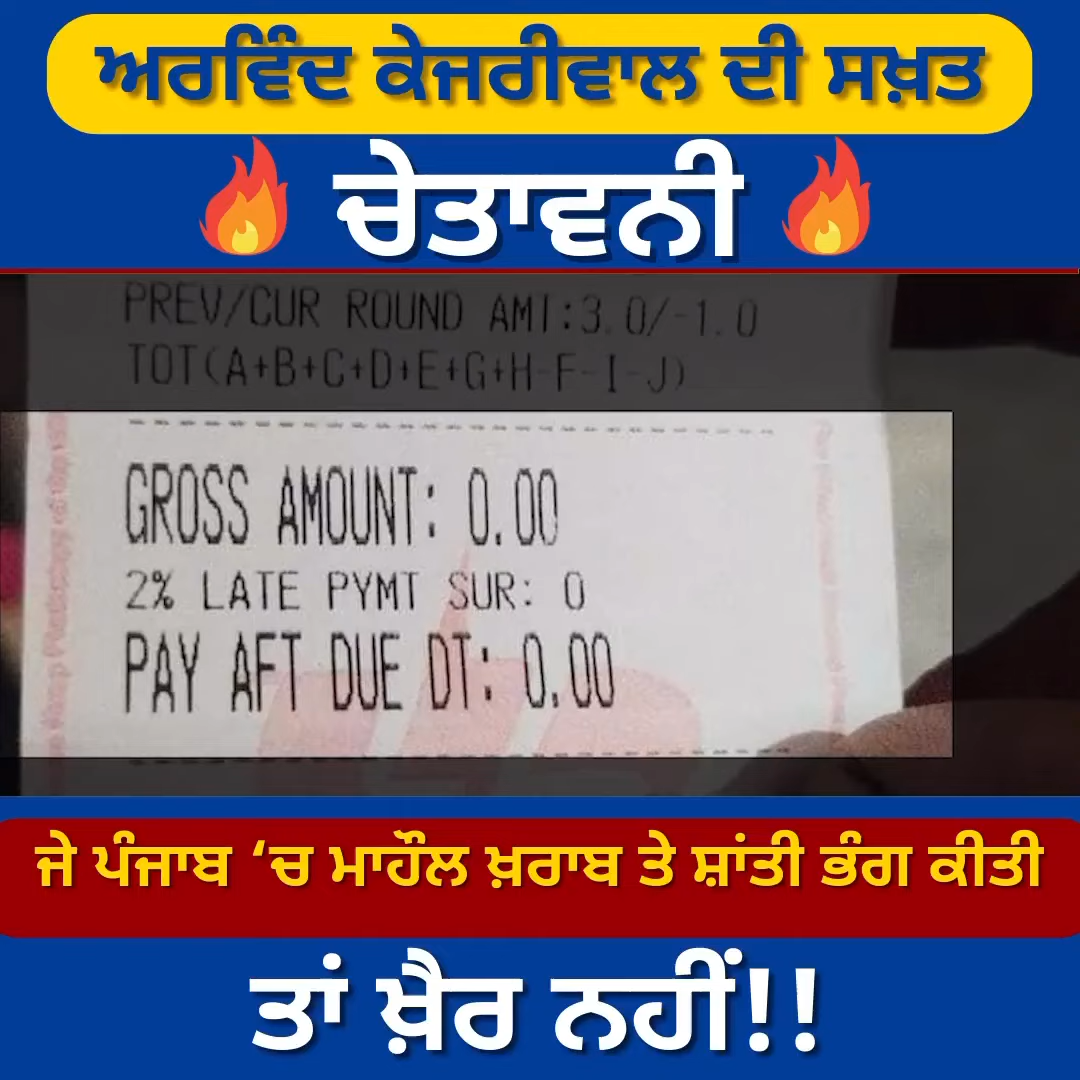 ਅਰਵਿੰਦ ਕੇਜਰੀਵਾਲ ਦੀ ਸਖ਼ਤ
ਚੇਤਾਵਨੀ
PREV/CUR ROUND AMT:3.0/-1.0
TOT(A+B+C+D+E+G+H-F-I-J)
GROSS AMOUNT: 0.00
2% LATE PYMT SUR: 0
PAY AFT DUE DT: 0.00
ਜੇ ਪੰਜਾਬ ‘ਚ ਮਾਹੌਲ ਖ਼ਰਾਬ ਤੇ ਸ਼ਾਂਤੀ ਭੰਗ ਕੀਤੀ
ਤਾਂ ਖ਼ੈਰ ਨਹੀਂ!!